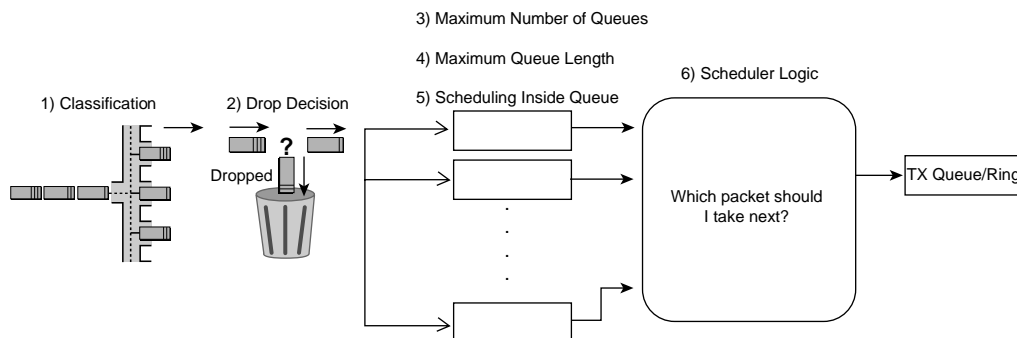 3) Maximum Number of Queues
4) Maximum Queue Length
6) Scheduler Logic
1) Classification
2) Drop Decision
5) Scheduling Inside Queue
?
Dropped
Which packet should
I take next?
TX Queue/Ring